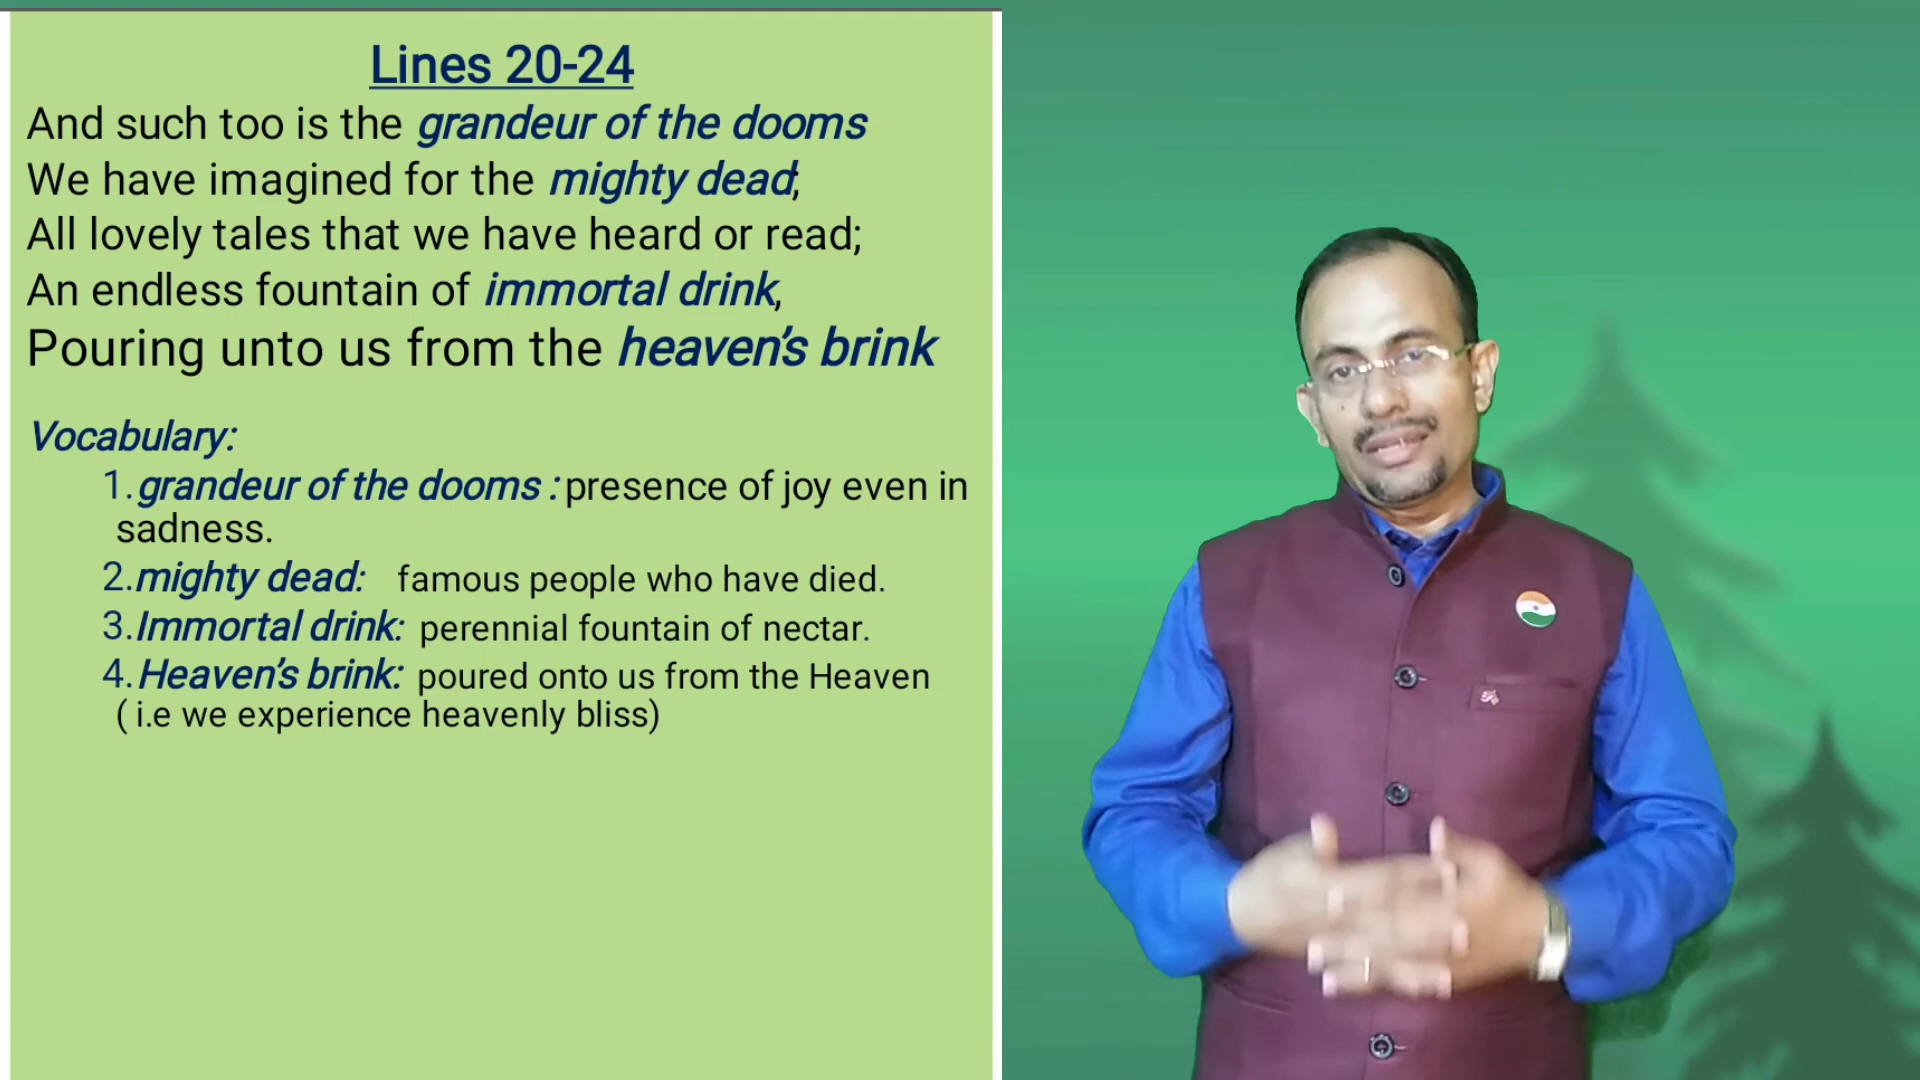 Lines 20-24
And such too is the grandeur of the dooms
We have imagined for the mighty dead;
All lovely tales that we have heard or read;
An endless fountain of immortal drink,
Pouring unto us from the heaven’s brink
Vocabulary:
1.grandeur of the dooms : presence of joy even in
sadness.
2.mighty dead: famous people who have died.
3.Immortal drink: perennial fountain of nectar.
4.Heaven’s brink: poured onto us from the Heaven
( i.e we experience heavenly bliss)